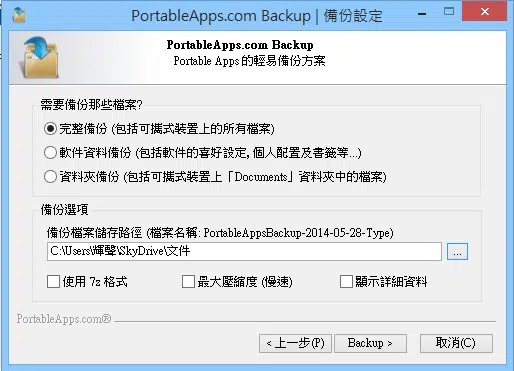 PortableApps.com Backup | 備份設定
PortableApps.com Backup
Portable Apps 的輕易備份方案
需要備份那些檔案?
完整備份 (包括可攜式裝置上的所有檔案)
軟件資料備份 (包括軟件的喜好設定, 個人配置及書籤等...)
資料夾備份 (包括可攜式裝置上「Documents」資料夾中的檔案)
備份選項
備份檔案儲存路徑 (檔案名稱: PortableAppsBackup-2014-05-28-Type)
C:\Users\暉聲\SkyDrive\文件
...
使用 7z 格式
最大壓縮度 (慢速)
顯示詳細資料
PortableApps.com®
< 上一步(P)
Backup >
取消(C)